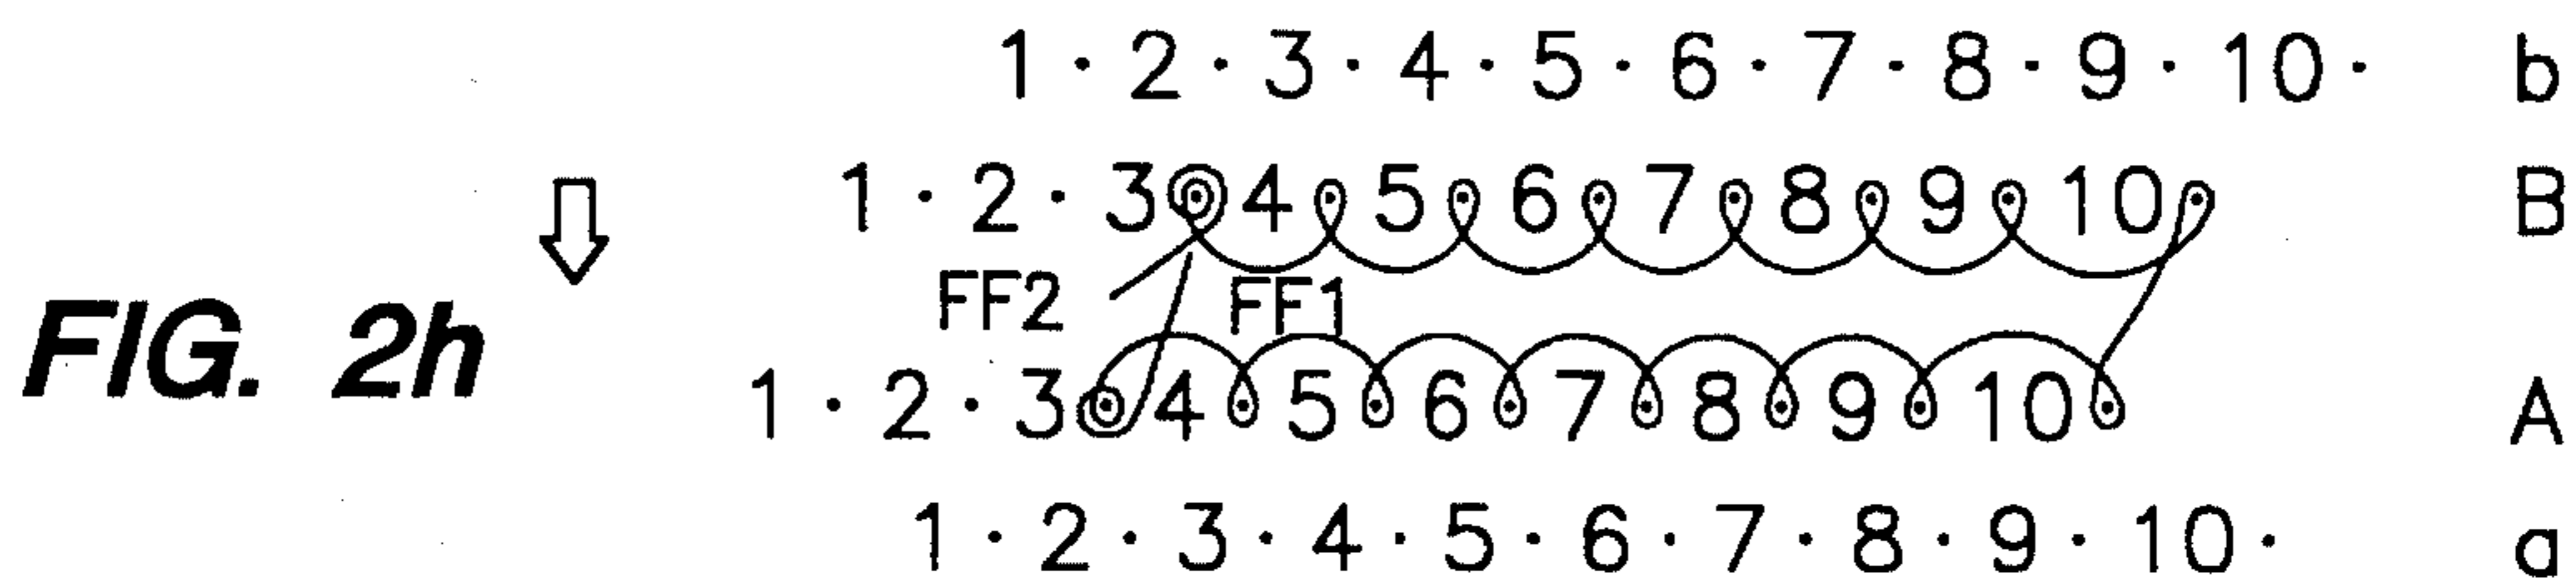 1 · 2 · 3 · 4 · 5 · 6 · 7 · 8 · 9 · 10 · b
1 · 2 · 3 · 4 · 5 · 6 · 7 · 8 · 9 · 10 · B
FF2 FF1
FIG. 2h
1 · 2 · 3 · 4 · 5 · 6 · 7 · 8 · 9 · 10 · A
1 · 2 · 3 · 4 · 5 · 6 · 7 · 8 · 9 · 10 · a